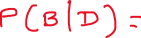 P(B|D) =